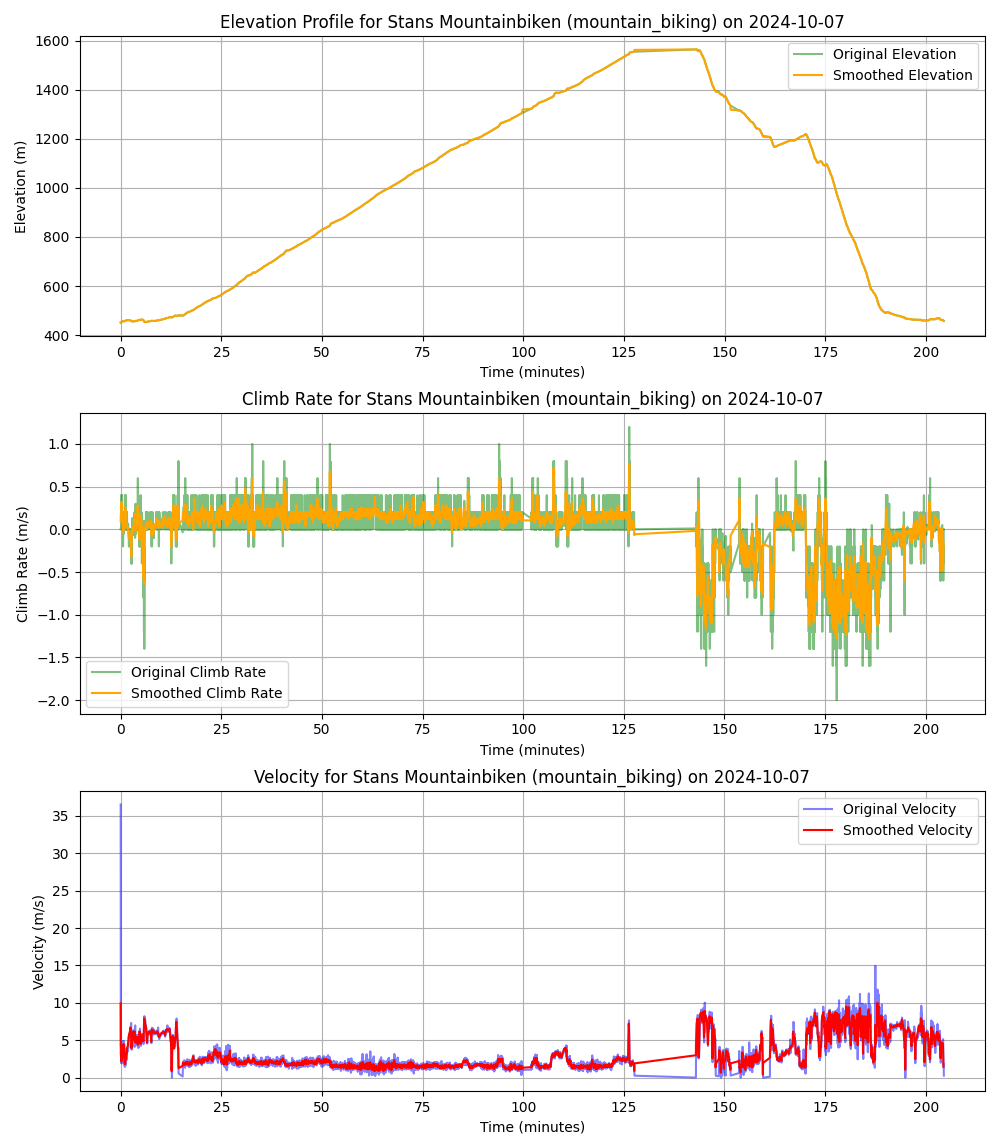 Elevation Profile for Stans Mountainbiken (mountain_biking) on 2024-10-07
1600
1400
1200
1000
800
600
400
Elevation (m)
Original Elevation
Smoothed Elevation
0 25 50 75 100 125 150 175 200
Time (minutes)
Climb Rate for Stans Mountainbiken (mountain_biking) on 2024-10-07
1.0
0.5
0.0
−0.5
−1.0
−1.5
−2.0
Climb Rate (m/s)
Original Climb Rate
Smoothed Climb Rate
0 25 50 75 100 125 150 175 200
Time (minutes)
Velocity for Stans Mountainbiken (mountain_biking) on 2024-10-07
35
30
25
20
15
10
5
0
Velocity (m/s)
Original Velocity
Smoothed Velocity
0 25 50 75 100 125 150 175 200
Time (minutes)